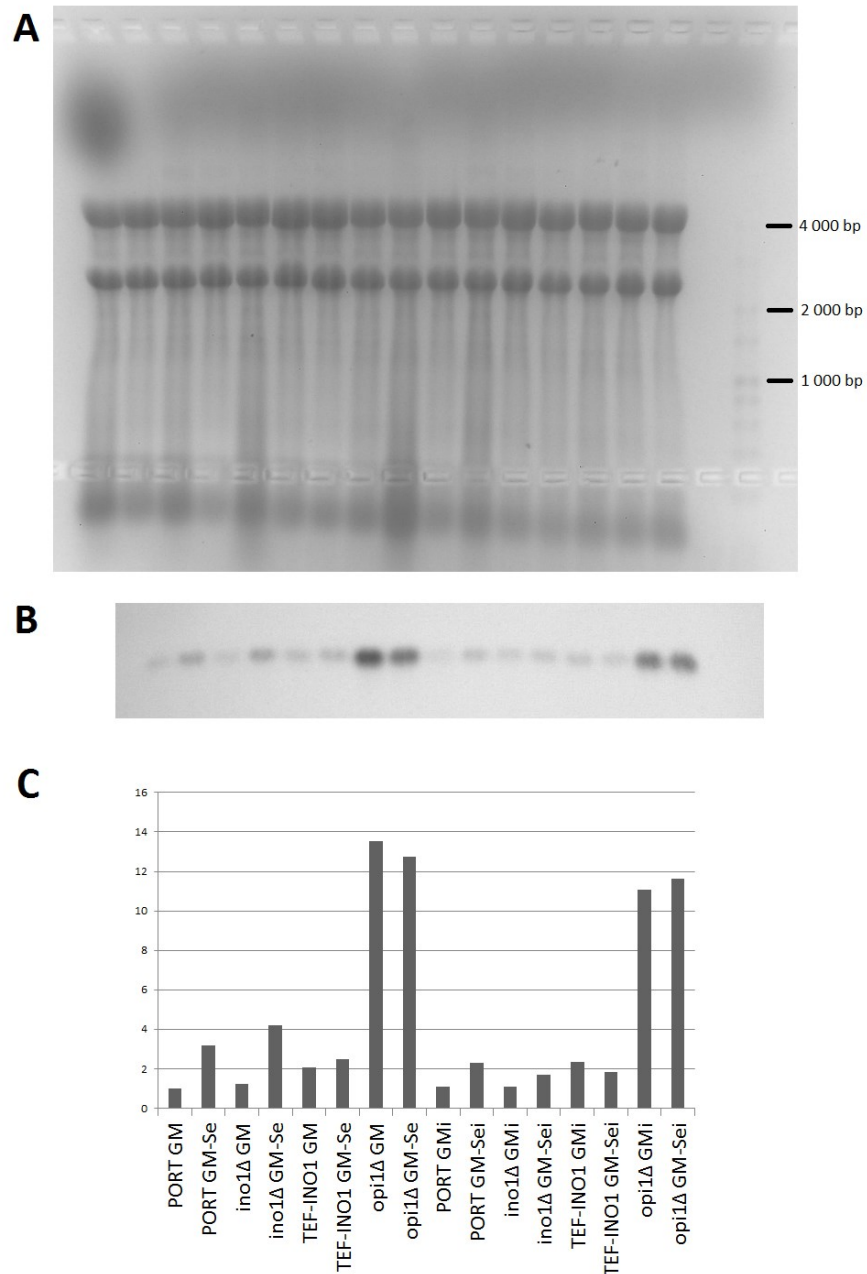 A
4 000 bp
2 000 bp
1 000 bp
B
C
16
14
12
10
8
6
4
2
0
PORT GM
PORT GM-Se
ino1Δ GM
ino1Δ GM-Se
TEF-INO1 GM
TEF-INO1 GM-Se
opi1Δ GM
opi1Δ GM-Se
PORT GMi
PORT GM-Sei
ino1Δ GMi
ino1Δ GM-Sei
TEF-INO1 GMi
TEF-INO1 GM-Sei
opi1Δ GMi
opi1Δ GM-Sei